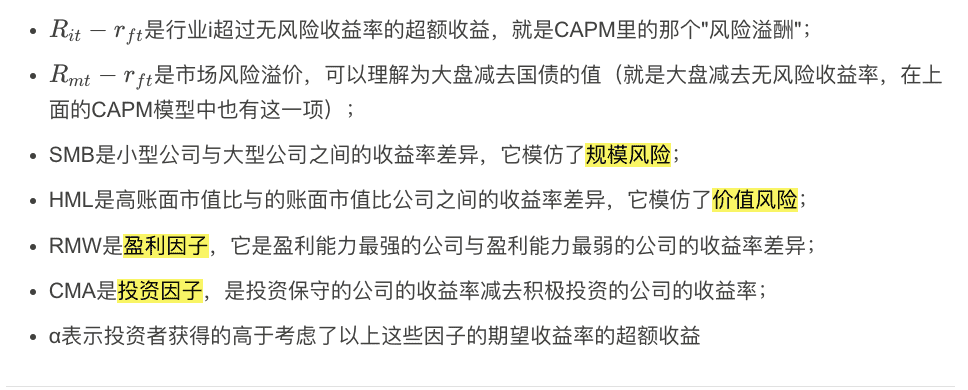 • R_{it} − r_{ft}是行业i超过无风险收益率的超额收益，就是CAPM里的那个"风险溢酬"；
• R_{mt} − r_{ft}是市场风险溢价，可以理解为大盘减去国债的值（就是大盘减去无风险收益率，在上
面的CAPM模型中也有这一项）；
• SMB是小型公司与大型公司之间的收益率差异，它模仿了规模风险；
• HML是高账面市值比与的账面市值比公司之间的收益率差异，它模仿了价值风险；
• RMW是盈利因子，它是盈利能力最强的公司与盈利能力最弱的公司的收益率差异；
• CMA是投资因子，是投资保守的公司的收益率减去积极投资的公司的收益率；
• α表示投资者获得的高于考虑了以上这些因子的期望收益率的超额收益